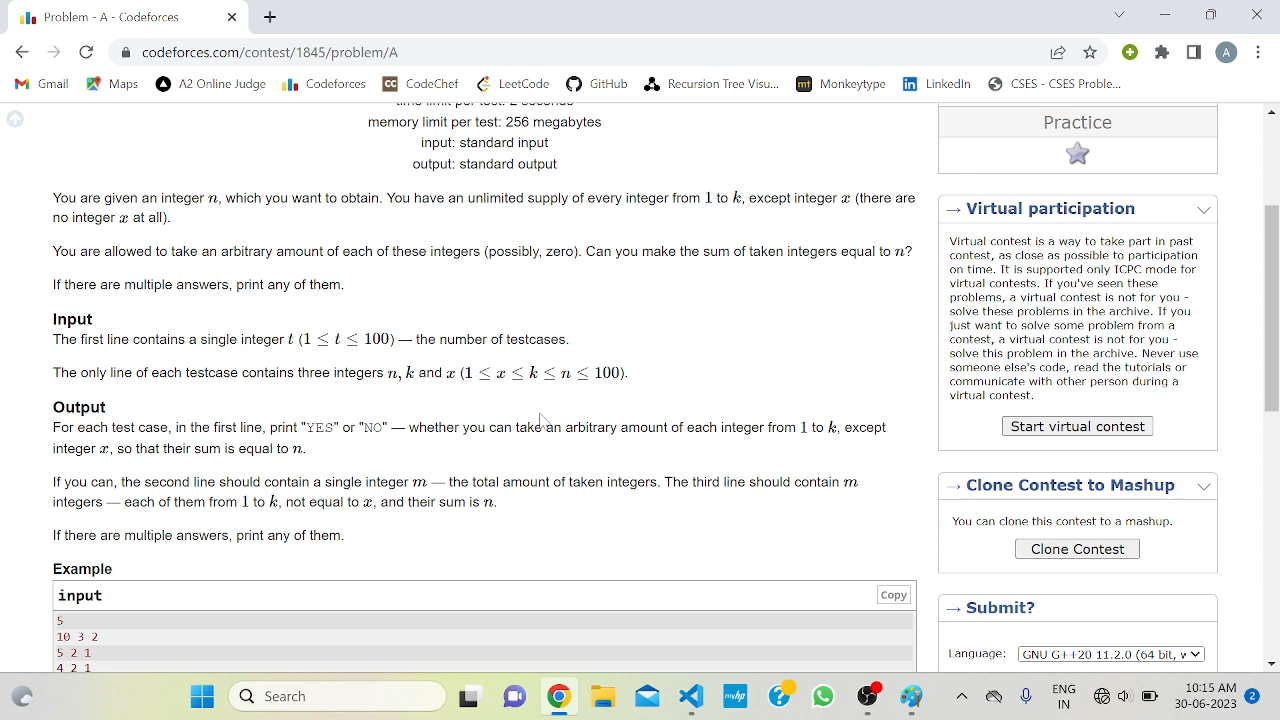 Problem - A - Codeforces
codeforces.com/contest/1845/problem/A
A
Gmail Maps A2 Online Judge Codeforces CodeChef LeetCode GitHub Recursion Tree Visu... Monkeytype LinkedIn CSES - CSES Proble...
time limit per test: 2 seconds
memory limit per test: 256 megabytes
input: standard input
output: standard output
You are given an integer n, which you want to obtain. You have an unlimited supply of every integer from 1 to k, except integer x (there are
no integer x at all).
You are allowed to take an arbitrary amount of each of these integers (possibly, zero). Can you make the sum of taken integers equal to n?
If there are multiple answers, print any of them.
Input
The first line contains a single integer t (1 ≤ t ≤ 100) — the number of testcases.
The only line of each testcase contains three integers n, k and x (1 ≤ x ≤ k ≤ n ≤ 100).
Output
For each test case, in the first line, print "YES" or "NO" — whether you can take an arbitrary amount of each integer from 1 to k, except
integer x, so that their sum is equal to n.
If you can, the second line should contain a single integer m — the total amount of taken integers. The third line should contain m
integers — each of them from 1 to k, not equal to x, and their sum is n.
If there are multiple answers, print any of them.
Example
input
Copy
5
10 3 2
5 2 1
4 2 1
Practice
→ Virtual participation
Virtual contest is a way to take part in past
contest, as close as possible to participation
on time. It is supported only ICPC mode for
virtual contests. If you've seen these
problems, a virtual contest is not for you -
solve these problems in the archive. If you
just want to solve some problem from a
contest, a virtual contest is not for you -
solve this problem in the archive. Never use
someone else's code, read the tutorials or
communicate with other person during a
virtual contest.
Start virtual contest
→ Clone Contest to Mashup
You can clone this contest to a mashup.
Clone Contest
→ Submit?
Language: GNU G++20 11.2.0 (64 bit, v
Search
ENG
IN
10:15 AM
30-06-2023
2